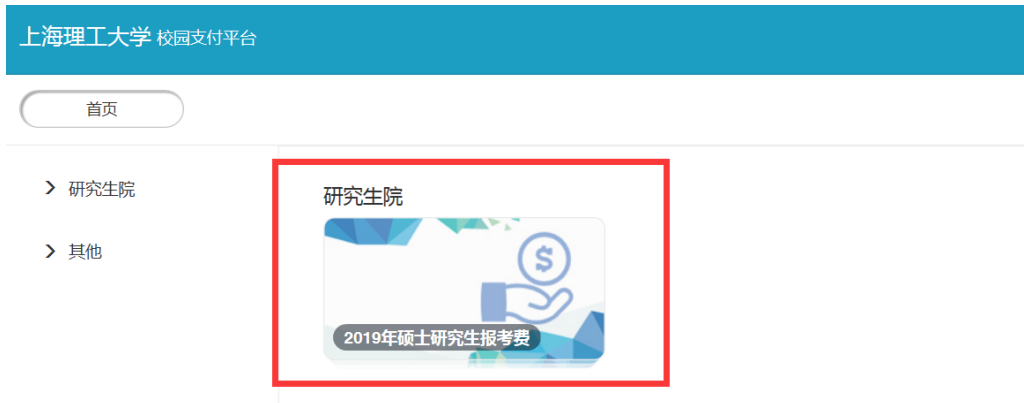 上海理工大学 校园支付平台
首页
研究生院
其他
研究生院
$
2019年硕士研究生报考费